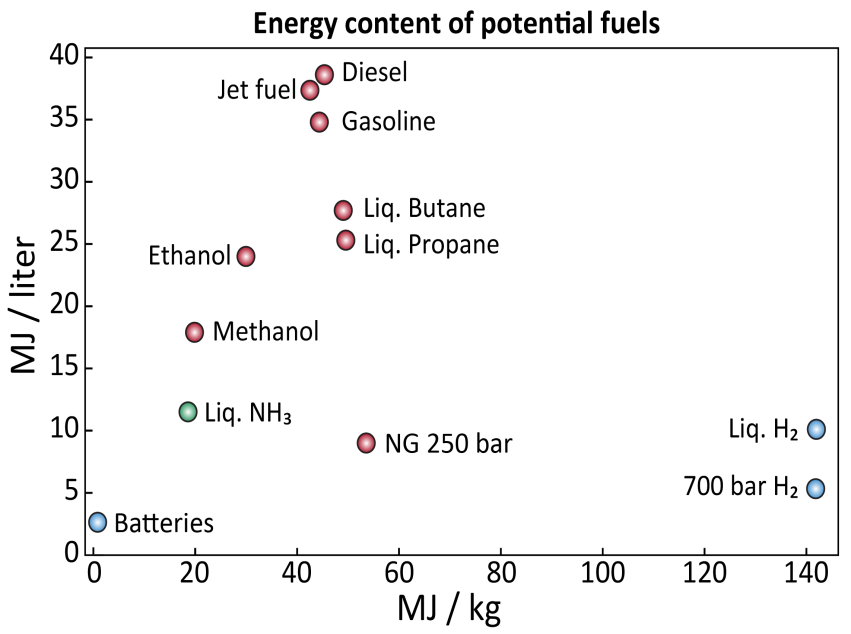 Energy content of potential fuels
40
Diesel
Jet fuel
35
Gasoline
30
Liq. Butane
25
Liq. Propane
Ethanol
20
Methanol
15
Liq. NH₃
10
Liq. H₂
NG 250 bar
5
700 bar H₂
Batteries
0
MJ / liter
0 20 40 60 80 100 120 140
MJ / kg